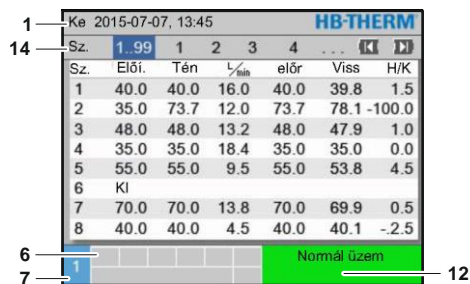 1 Ke 2015-07-07, 13:45 HB-THERM
14 Sz. 1..99 1 2 3 4 ...
Sz. Előí. Tén L/min előr Viss H/K
1 40.0 40.0 16.0 40.0 39.8 1.5
2 35.0 73.7 12.0 73.7 78.1 -100.0
3 48.0 48.0 13.2 48.0 47.9 1.0
4 35.0 35.0 18.4 35.0 35.0 0.0
5 55.0 55.0 9.5 55.0 53.8 4.5
6 KI
7 70.0 70.0 13.8 70.0 69.9 0.5
8 40.0 40.0 4.5 40.0 40.1 -.2.5
6 Normál üzem
7 1 12